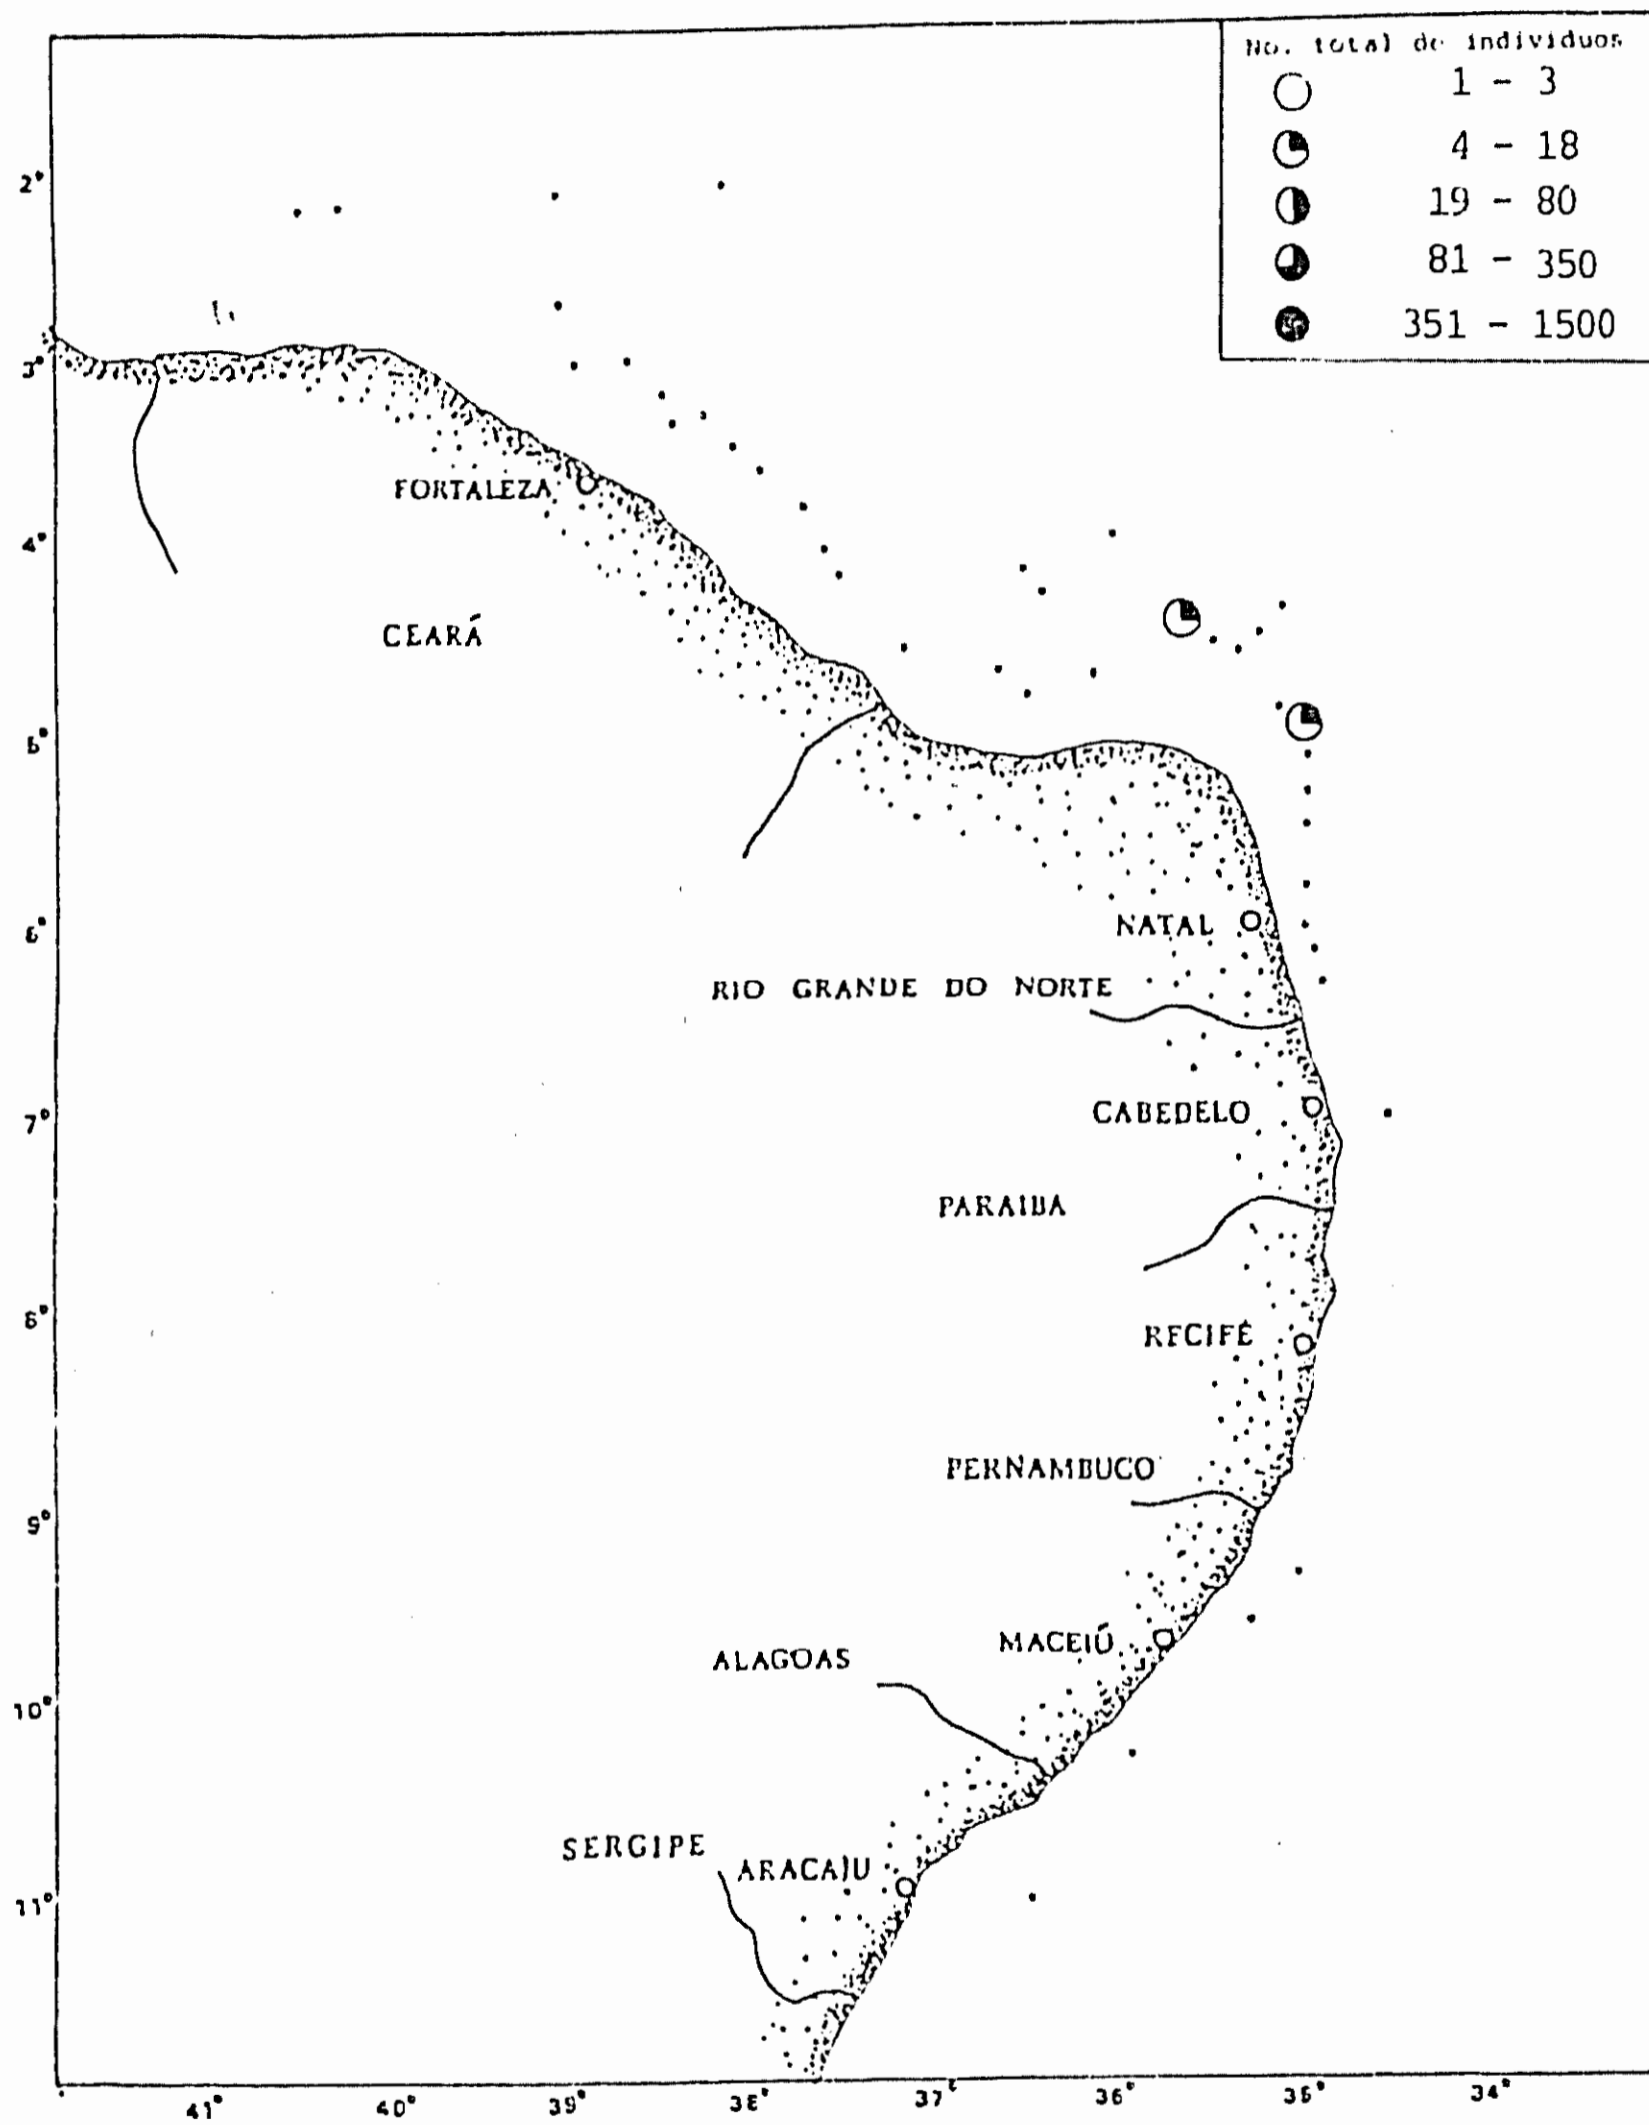 No. total de indivíduos
1 - 3
4 - 18
19 - 80
81 - 350
351 - 1500
2°
3°
FORTALEZA
4°
CEARÁ
5°
NATAL
6°
RIO GRANDE DO NORTE
7°
CABEDELO
PARAIBA
8°
RECIFE
PERNAMBUCO
9°
MACEIÓ
ALAGOAS
10°
SERGIPE
ARACAJU
11°
41° 40° 39° 38° 37° 36° 35° 34°